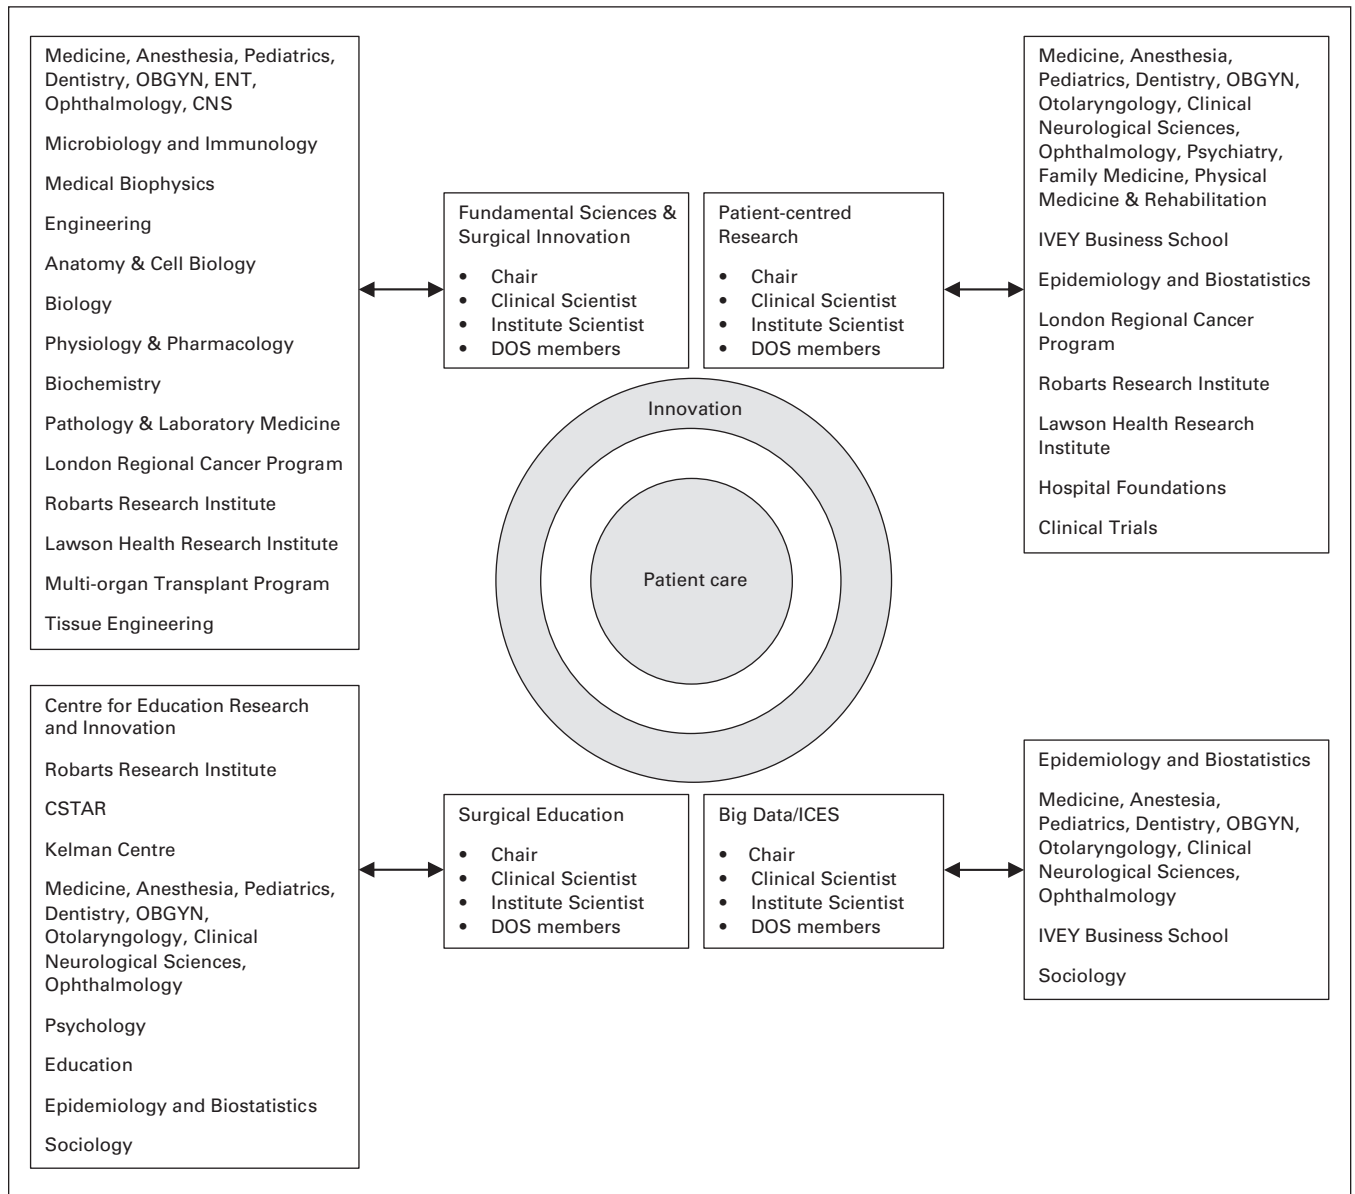 Medicine, Anesthesia, Pediatrics,
Dentistry, OBGYN, ENT,
Ophthalmology, CNS
Microbiology and Immunology
Medical Biophysics
Engineering
Anatomy & Cell Biology
Biology
Physiology & Pharmacology
Biochemistry
Pathology & Laboratory Medicine
London Regional Cancer Program
Robarts Research Institute
Lawson Health Research Institute
Multi-organ Transplant Program
Tissue Engineering
Fundamental Sciences &
Surgical Innovation
• Chair
• Clinical Scientist
• Institute Scientist
• DOS members
Patient-centred
Research
• Chair
• Clinical Scientist
• Institute Scientist
• DOS members
Medicine, Anesthesia,
Pediatrics, Dentistry, OBGYN,
Otolaryngology, Clinical
Neurological Sciences,
Ophthalmology, Psychiatry,
Family Medicine, Physical
Medicine & Rehabilitation
IVEY Business School
Epidemiology and Biostatistics
London Regional Cancer
Program
Robarts Research Institute
Lawson Health Research
Institute
Hospital Foundations
Clinical Trials
Innovation
Patient care
Centre for Education Research
and Innovation
Robarts Research Institute
CSTAR
Kelman Centre
Medicine, Anesthesia, Pediatrics,
Dentistry, OBGYN,
Otolaryngology, Clinical
Neurological Sciences,
Ophthalmology
Psychology
Education
Epidemiology and Biostatistics
Sociology
Surgical Education
• Chair
• Clinical Scientist
• Institute Scientist
• DOS members
Big Data/ICES
• Chair
• Clinical Scientist
• Institute Scientist
• DOS members
Epidemiology and Biostatistics
Medicine, Anestesia,
Pediatrics, Dentistry, OBGYN,
Otolaryngology, Clinical
Neurological Sciences,
Ophthalmology
IVEY Business School
Sociology